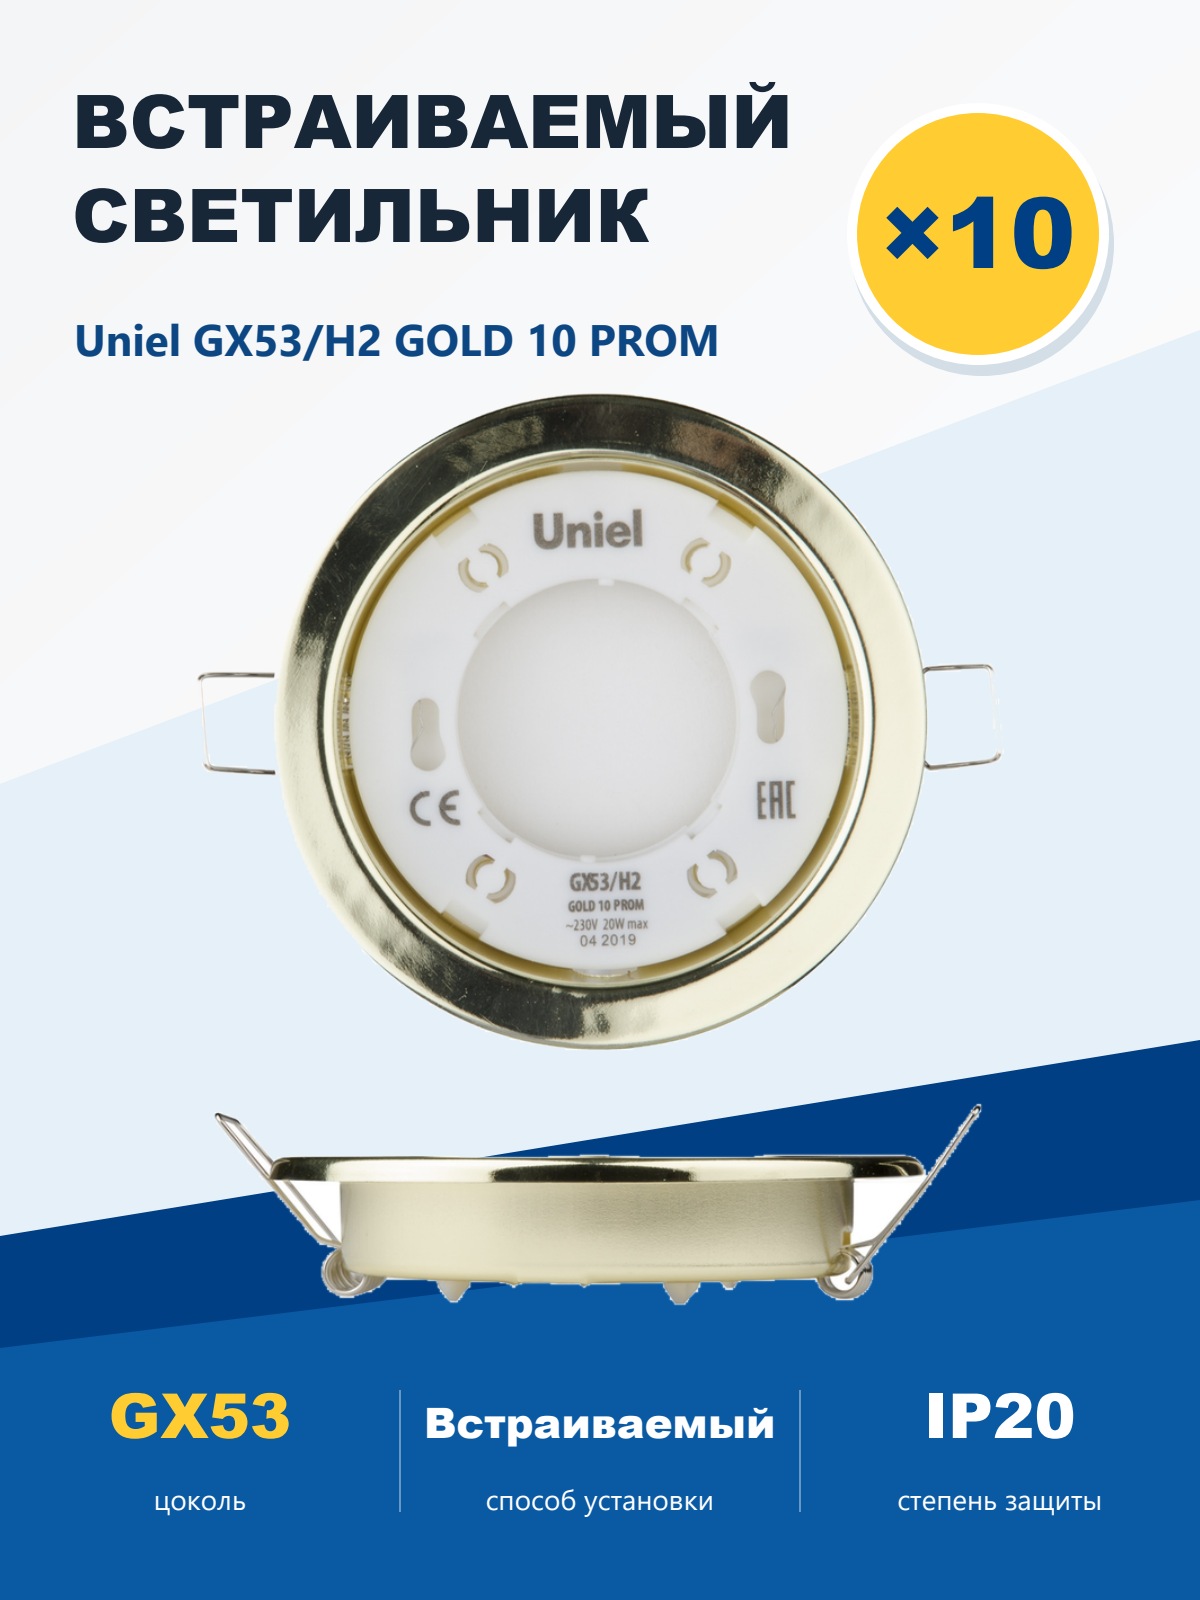 ВСТРАИВАЕМЫЙ
СВЕТИЛЬНИК
×10
Uniel GX53/H2 GOLD 10 PROM
Uniel
CE
EAC
GX53/H2
GOLD 10 PROM
~230V 20W max
04 2019
GX53
цоколь
Встраиваемый
способ установки
IP20
степень защиты